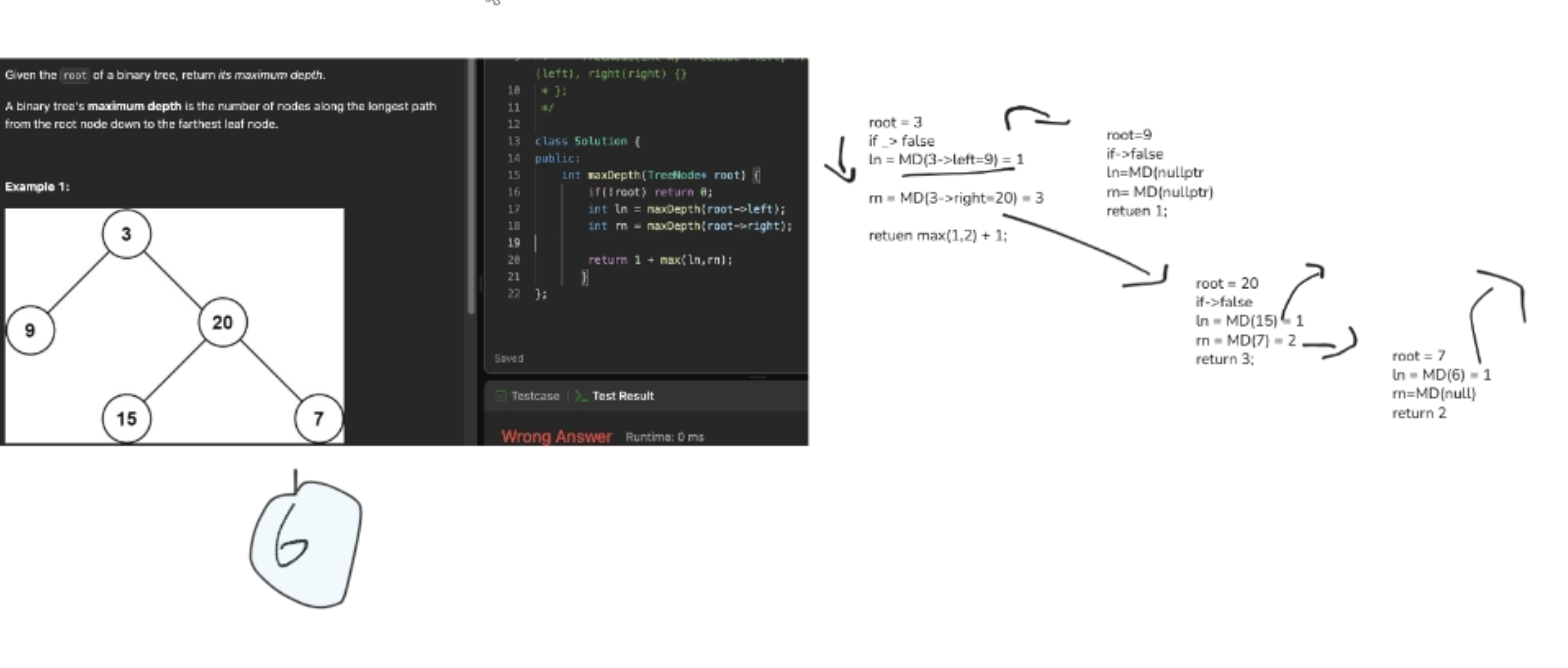 Given the root of a binary tree, return its maximum depth.
A binary tree's maximum depth is the number of nodes along the longest path
from the root node down to the farthest leaf node.
Example 1:
3
9
20
15
7
6
(left), right(right) {}
10 * };
11 */
12
13 class Solution {
14 public:
15 int maxDepth(TreeNode* root) {
16 if(!root) return 0;
17 int ln = maxDepth(root->left);
18 int rn = maxDepth(root->right);
19
20 return 1 + max(ln,rn);
21 }
22 };
Saved
Testcase
Test Result
Wrong Answer Runtime: 0 ms
root = 3
if _> false
ln = MD(3->left=9) = 1
rn = MD(3->right=20) = 3
retuen max(1,2) + 1;
root=9
if->false
ln=MD(nullptr
rn= MD(nullptr)
retuen 1;
root = 20
if->false
ln = MD(15) = 1
rn = MD(7) = 2
return 3;
root = 7
ln = MD(6) = 1
rn=MD(null)
return 2